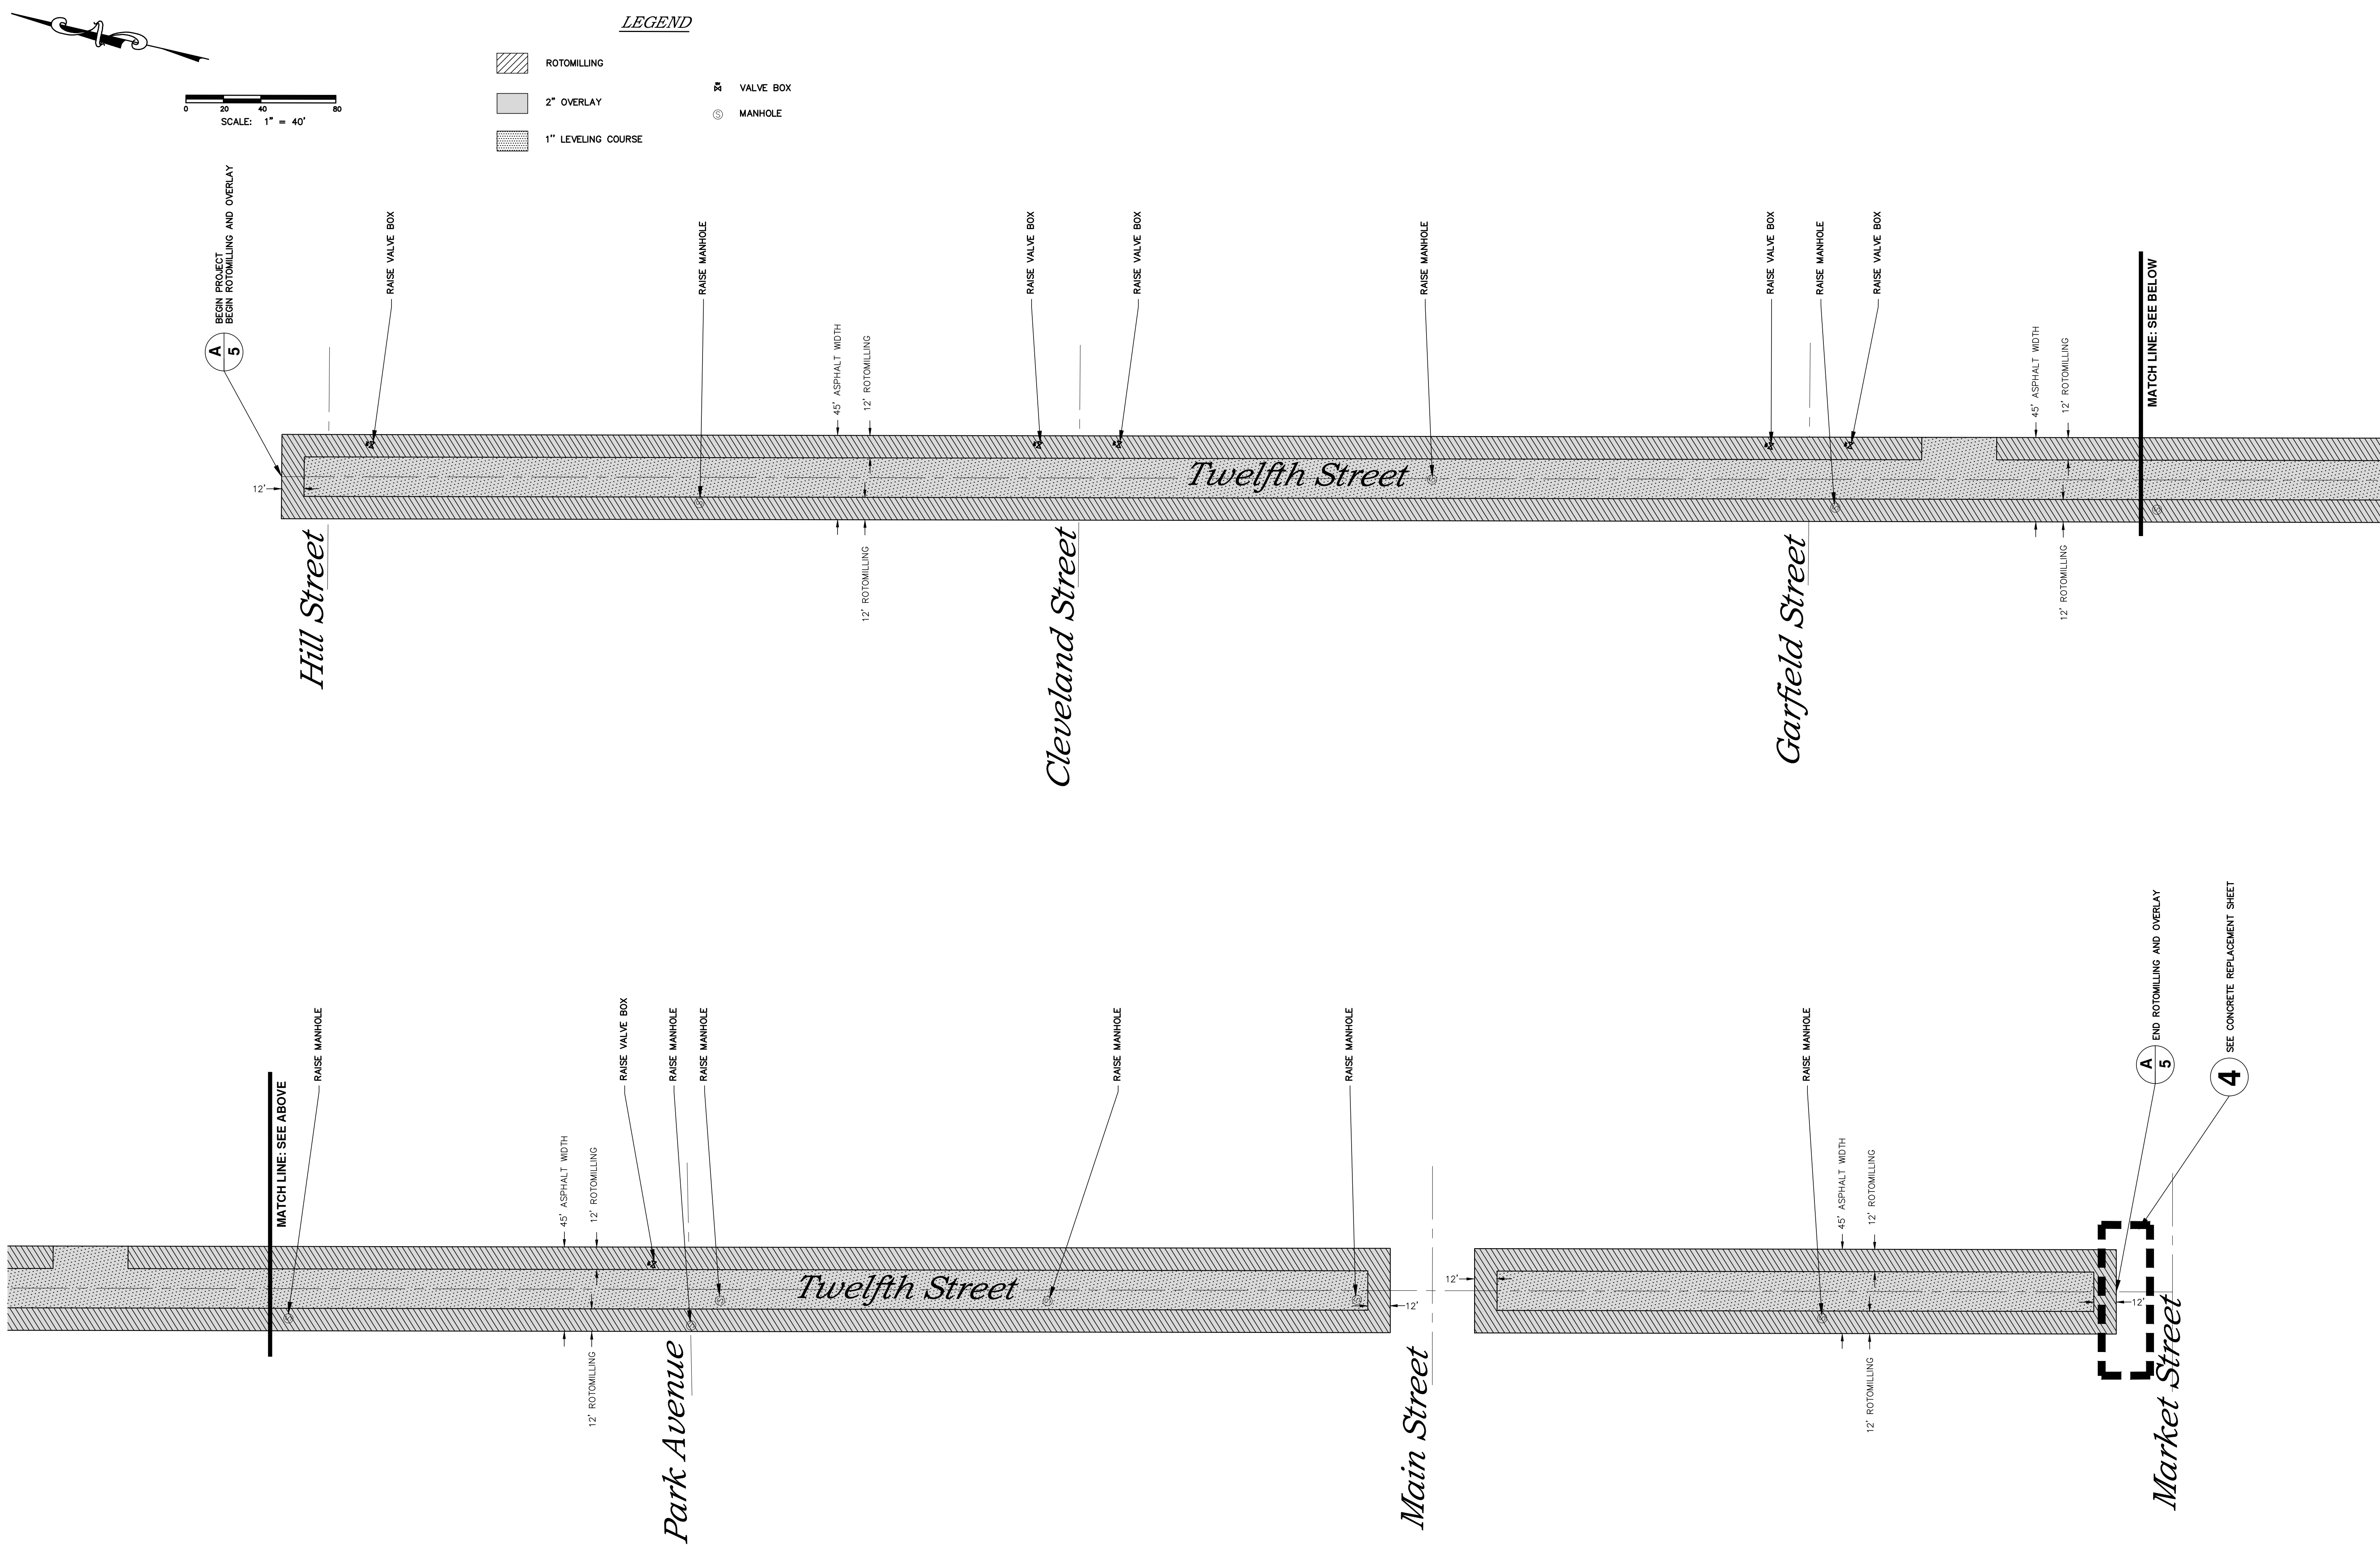 LEGEND
ROTOMILLING
2" OVERLAY
1" LEVELING COURSE
VALVE BOX
MANHOLE
0 20 40 80
SCALE: 1" = 40'
BEGIN PROJECT
BEGIN ROTOMILLING AND OVERLAY
A
5
RAISE VALVE BOX
RAISE MANHOLE
45' ASPHALT WIDTH
12' ROTOMILLING
RAISE VALVE BOX
RAISE VALVE BOX
RAISE MANHOLE
RAISE VALVE BOX
RAISE MANHOLE
RAISE VALVE BOX
45' ASPHALT WIDTH
12' ROTOMILLING
MATCH LINE: SEE BELOW
12'
Twelfth Street
S
S
S
S
Hill Street
12' ROTOMILLING
Cleveland Street
Garfield Street
12' ROTOMILLING
MATCH LINE: SEE ABOVE
RAISE MANHOLE
45' ASPHALT WIDTH
12' ROTOMILLING
RAISE VALVE BOX
RAISE MANHOLE
RAISE MANHOLE
RAISE MANHOLE
RAISE MANHOLE
RAISE MANHOLE
45' ASPHALT WIDTH
12' ROTOMILLING
A
5
END ROTOMILLING AND OVERLAY
4
SEE CONCRETE REPLACEMENT SHEET
Twelfth Street
S
S
S
S
S
S
12'
12'
12'
12' ROTOMILLING
Park Avenue
Main Street
12' ROTOMILLING
Market Street